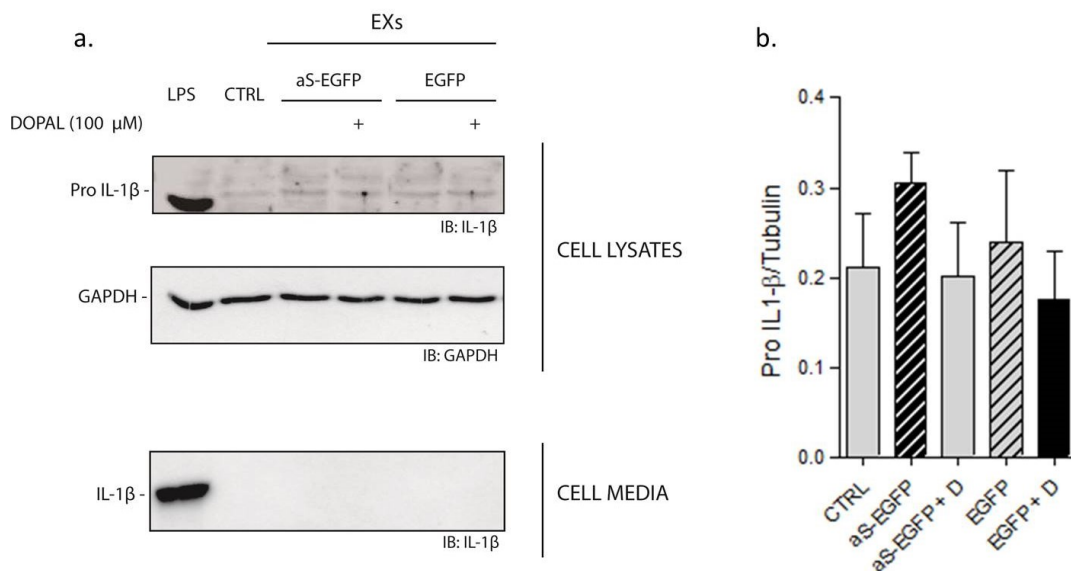 a.
EXs
aS-EGFP
EGFP
LPS
CTRL
DOPAL (100 µM)
+
+
Pro IL-1β -
IB: IL-1β
GAPDH -
IB: GAPDH
CELL LYSATES
IL-1β -
IB: IL-1β
CELL MEDIA
b.
Pro IL1-β/Tubulin
0.4
0.3
0.2
0.1
0.0
CTRL
aS-EGFP
aS-EGFP+ D
EGFP
EGFP+ D